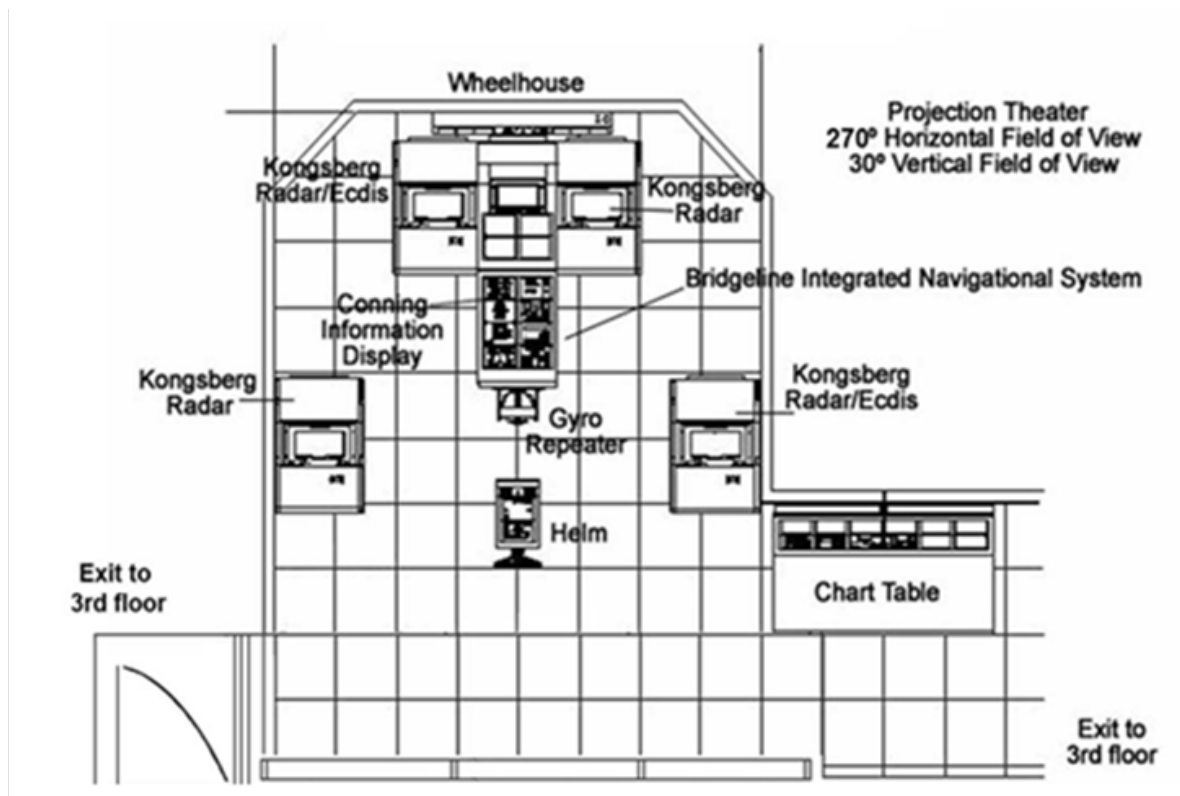 Wheelhouse
Projection Theater
270º Horizontal Field of View
30º Vertical Field of View
Kongsberg
Radar/Ecdis
Kongsberg
Radar
Bridgeline Integrated Navigational System
Conning
Information
Display
Kongsberg
Radar
Kongsberg
Radar/Ecdis
Gyro
Repeater
Helm
Exit to
3rd floor
Chart Table
Exit to
3rd floor